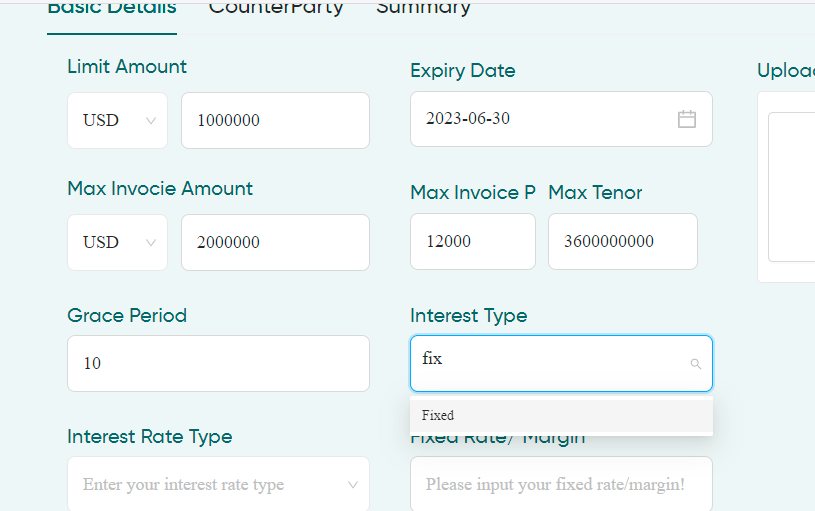 Basic Details CounterParty Summary
Limit Amount
USD 1000000
Expiry Date
2023-06-30
Max Invocie Amount
USD 2000000
Max Invoice P Max Tenor
12000 3600000000
Grace Period
10
Interest Type
fix
Fixed
Interest Rate Type
Enter your interest rate type
Fixed Rate/ Margin
Please input your fixed rate/margin!